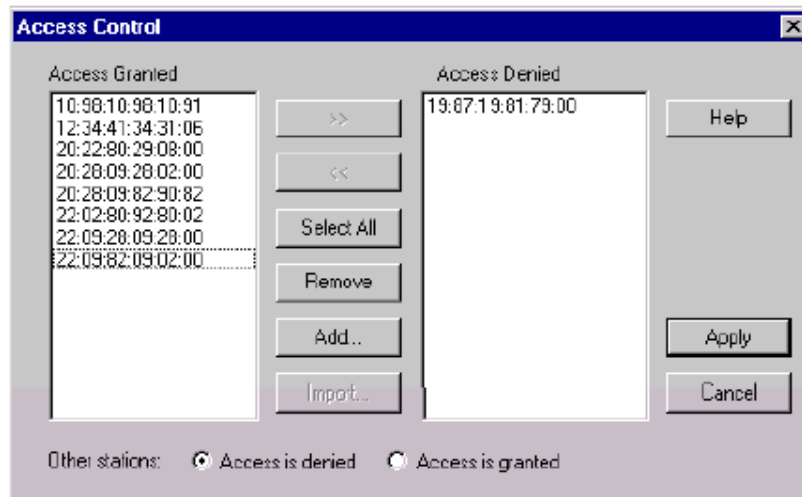 Access Control
Access Granted
Access Denied
10:98:10:98:10:91
12:34:41:34:31:06
20:22:80:29:08:00
20:28:09:28:02:00
20:28:09:82:90:82
22:02:80:92:80:02
22:09:28:09:28:00
22:09:82:09:02:00
>>
<<
Select All
Remove
Add...
Import...
19:87:19:81:79:00
Help
Apply
Cancel
Other stations:
Access is denied
Access is granted